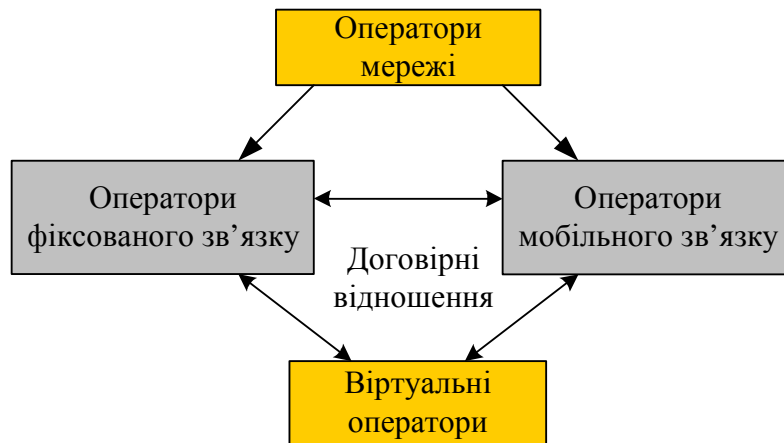 Оператори
мережі
Оператори
фіксованого зв’язку
Оператори
мобільного зв’язку
Договірні
відношення
Віртуальні
оператори